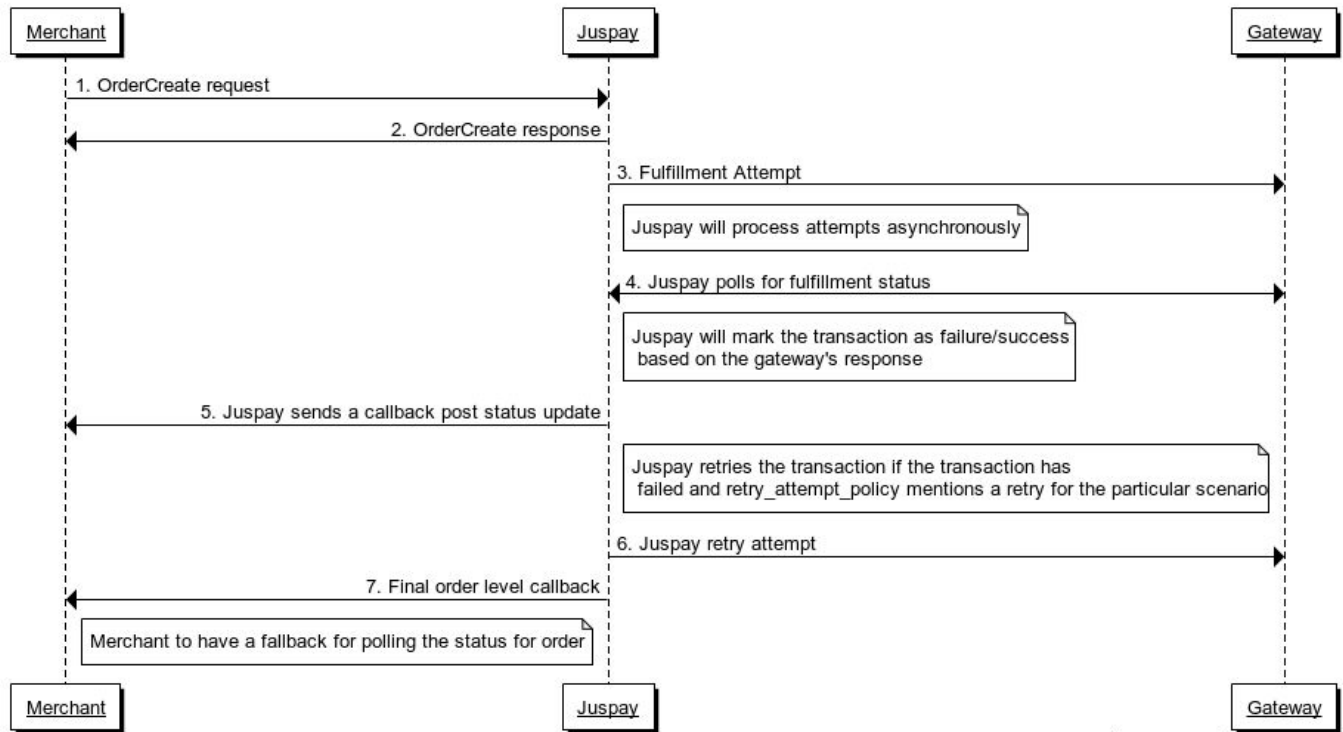 Merchant
Juspay
Gateway
1. OrderCreate request
2. OrderCreate response
3. Fulfillment Attempt
Juspay will process attempts asynchronously
4. Juspay polls for fulfillment status
Juspay will mark the transaction as failure/success
based on the gateway's response
5. Juspay sends a callback post status update
Juspay retries the transaction if the transaction has
failed and retry_attempt_policy mentions a retry for the particular scenario
6. Juspay retry attempt
7. Final order level callback
Merchant to have a fallback for polling the status for order
Merchant
Juspay
Gateway